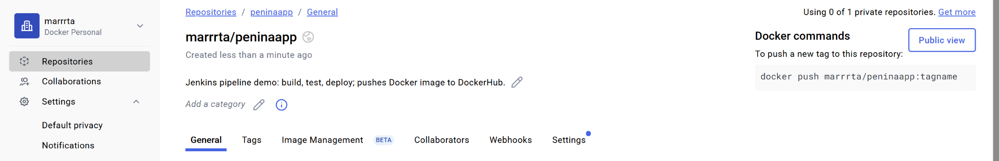 marrrta
Docker Personal
Repositories
Collaborations
Settings
Default privacy
Notifications
Repositories / peninaapp / General
marrrta/peninaapp
Created less than a minute ago
Jenkins pipeline demo: build, test, deploy; pushes Docker image to DockerHub.
Add a category
Using 0 of 1 private repositories. Get more
Docker commands
Public view
To push a new tag to this repository:
docker push marrrta/peninaapp:tagname
General Tags Image Management BETA Collaborators Webhooks Settings